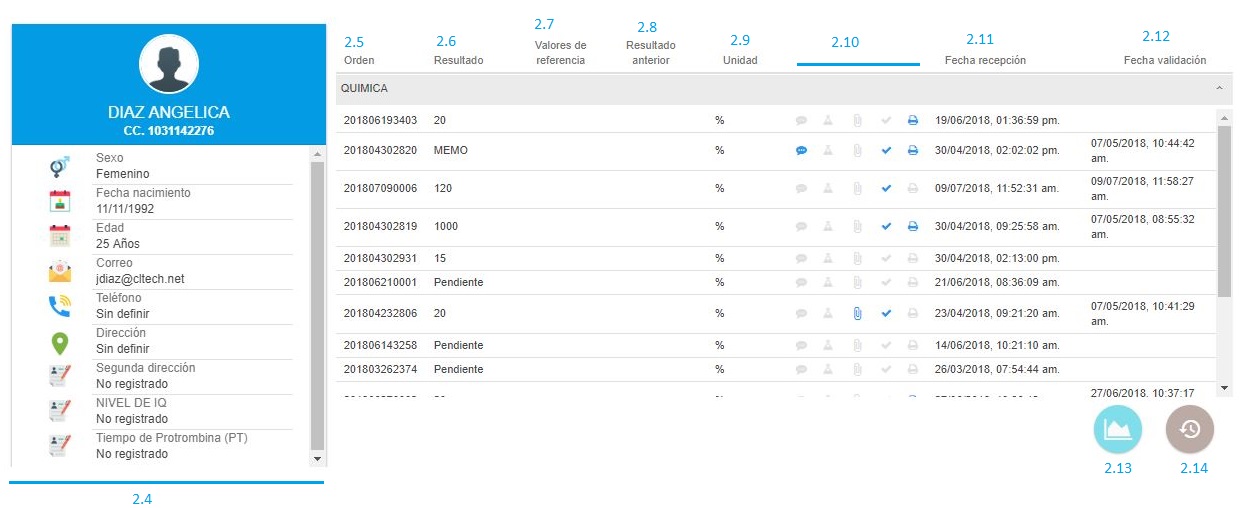 2.5 2.6 2.7 2.8 2.9 2.10 2.11 2.12
Orden Resultado Valores de referencia Resultado anterior Unidad Fecha recepción Fecha validación
DIAZ ANGELICA
CC. 1031142276
Sexo
Femenino
Fecha nacimiento
11/11/1992
Edad
25 Años
Correo
jdiaz@cltech.net
Teléfono
Sin definir
Dirección
Sin definir
Segunda dirección
No registrado
NIVEL DE IQ
No registrado
Tiempo de Protrombina (PT)
No registrado
2.4
QUIMICA
201806193403 20 % 19/06/2018, 01:36:59 pm.
201804302820 MEMO % 30/04/2018, 02:02:02 pm. 07/05/2018, 10:44:42 am.
201807090006 120 % 09/07/2018, 11:52:31 am. 09/07/2018, 11:58:27 am.
201804302819 1000 % 30/04/2018, 09:25:58 am. 07/05/2018, 08:55:32 am.
201804302931 15 % 30/04/2018, 02:13:00 pm.
201806210001 Pendiente % 21/06/2018, 08:36:09 am.
201804232806 20 % 23/04/2018, 09:21:20 am. 07/05/2018, 10:41:29 am.
201806143258 Pendiente % 14/06/2018, 10:21:10 am.
201803262374 Pendiente % 26/03/2018, 07:54:44 am.
27/06/2018, 10:37:17
2.13 2.14